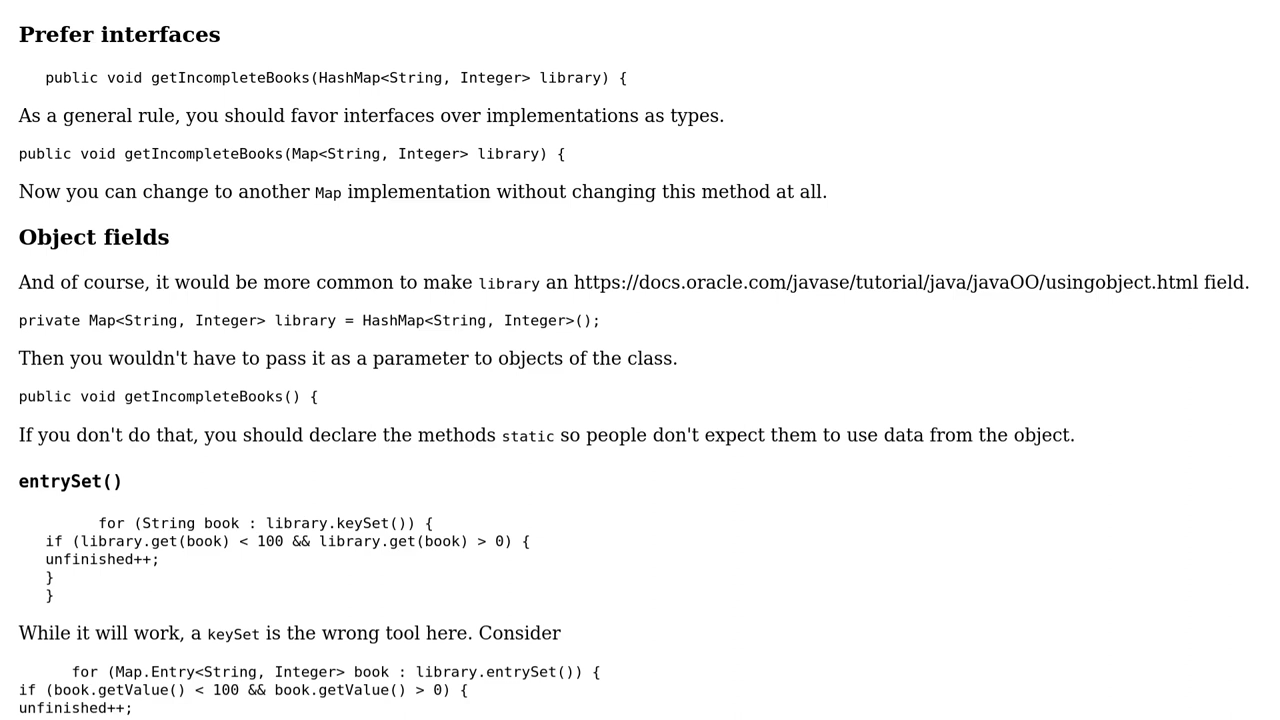 Prefer interfaces
public void getIncompleteBooks(HashMap<String, Integer> library) {
As a general rule, you should favor interfaces over implementations as types.
public void getIncompleteBooks(Map<String, Integer> library) {
Now you can change to another Map implementation without changing this method at all.
Object fields
And of course, it would be more common to make library an https://docs.oracle.com/javase/tutorial/java/javaOO/usingobject.html field.
private Map<String, Integer> library = HashMap<String, Integer>();
Then you wouldn't have to pass it as a parameter to objects of the class.
public void getIncompleteBooks() {
If you don't do that, you should declare the methods static so people don't expect them to use data from the object.
entrySet()
for (String book : library.keySet()) {
if (library.get(book) < 100 && library.get(book) > 0) {
unfinished++;
}
}
While it will work, a keySet is the wrong tool here. Consider
for (Map.Entry<String, Integer> book : library.entrySet()) {
if (book.getValue() < 100 && book.getValue() > 0) {
unfinished++;